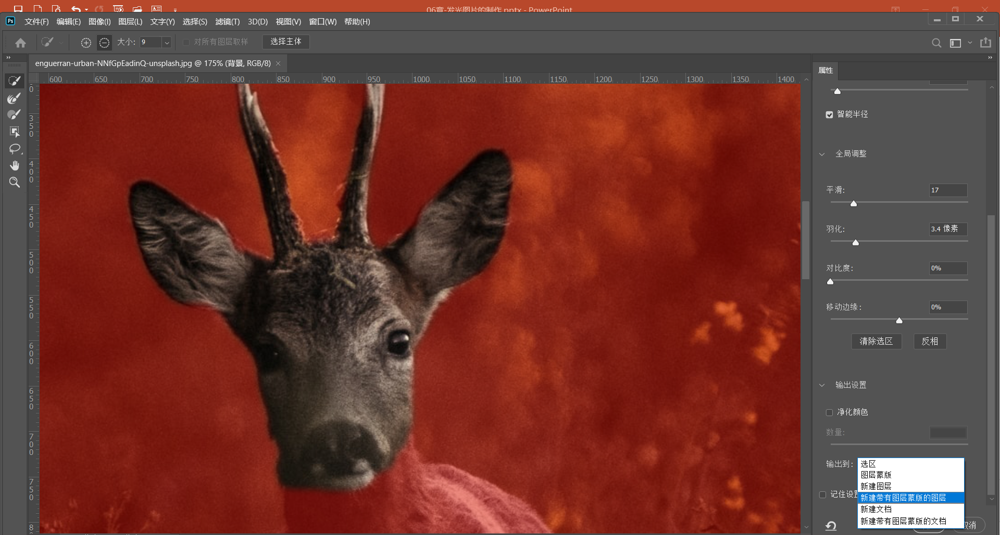 06章-发光图片的制作.pptx - PowerPoint
Ps 文件(F) 编辑(E) 图像(I) 图层(L) 文字(Y) 选择(S) 滤镜(T) 3D(D) 视图(V) 窗口(W) 帮助(H)
大小: 9 对所有图层取样 选择主体
enguerran-urban-NNfGpEadinQ-unsplash.jpg @ 175% (背景, RGB/8) ×
属性
600 650 700 750 800 850 900 950 1000 1050 1100 1150 1200 1250 1300 1350 1400
0
350
400
450
500
550
600
650
700
750
8
智能半径
全局调整
平滑: 17
羽化: 3.4 像素
对比度: 0%
移动边缘: 0%
清除选区 反相
输出设置
净化颜色
数量:
输出到: 选区
图层蒙版
新建图层
记住设置
新建带有图层蒙版的图层
新建文档
新建带有图层蒙版的文档
取消